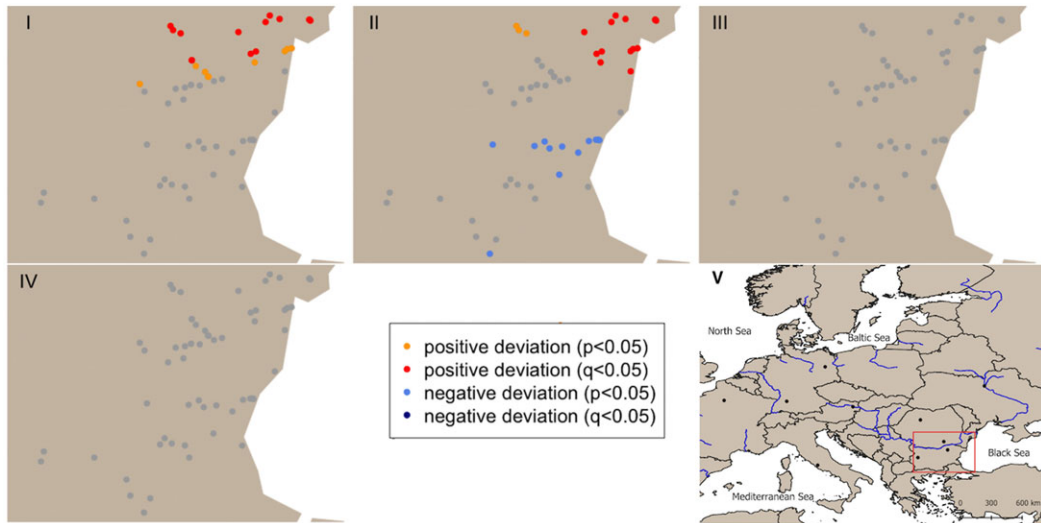 I
II
III
IV
positive deviation (p<0.05)
positive deviation (q<0.05)
negative deviation (p<0.05)
negative deviation (q<0.05)
V
North Sea
Baltic Sea
Black Sea
Mediterranean Sea
0 300 600 km